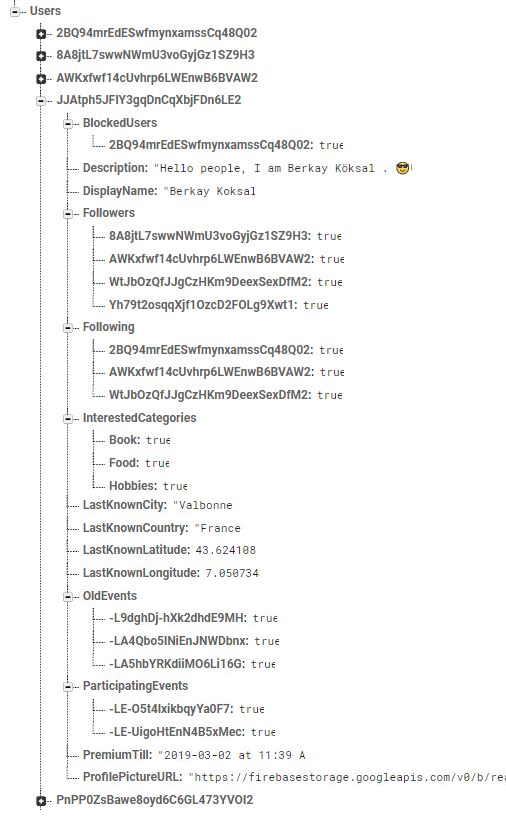 Users
2BQ94mrEdESwfmynxamssCq48Q02
8A8jtL7swwNWmU3voGyjGz1SZ9H3
AWKxfwf14cUvhrp6LWEnwB6BVAW2
JJAtph5JFIY3gqDnCqXbjFDn6LE2
BlockedUsers
2BQ94mrEdESwfmynxamssCq48Q02: true
Description: "Hello people, I am Berkay Köksal . 😎
DisplayName: "Berkay Koksal
Followers
8A8jtL7swwNWmU3voGyjGz1SZ9H3: true
AWKxfwf14cUvhrp6LWEnwB6BVAW2: true
WtJbOzQfJJgCzHKm9DeexSexDfM2: true
Yh79t2osqqXjf1OzcD2FOLg9Xwt1: true
Following
2BQ94mrEdESwfmynxamssCq48Q02: true
AWKxfwf14cUvhrp6LWEnwB6BVAW2: true
WtJbOzQfJJgCzHKm9DeexSexDfM2: true
InterestedCategories
Book: true
Food: true
Hobbies: true
LastKnownCity: "Valbonne
LastKnownCountry: "France
LastKnownLatitude: 43.624108
LastKnownLongitude: 7.050734
OldEvents
-L9dghDj-hXk2dhdE9MH: true
-LA4Qbo5INiEnJNWDbnx: true
-LA5hbYRKdiiMO6Li16G: true
ParticipatingEvents
-LE-O5t4IxikbqyYa0F7: true
-LE-UigoHtEnN4B5xMec: true
PremiumTill: "2019-03-02 at 11:39 A
ProfilePictureURL: "https://firebasestorage.googleapis.com/v0/b/rea
PnPP0ZsBawe8oyd6C6GL473YVOI2